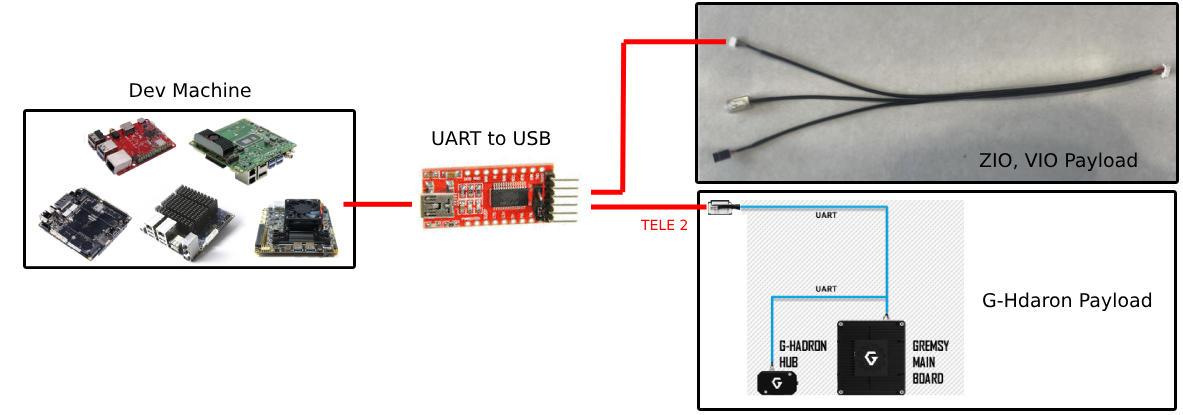 Dev Machine
UART to USB
ZIO, VIO Payload
TELE 2
UART
UART
G-HADRON
HUB
GREMSY
MAIN
BOARD
G-Hdaron Payload